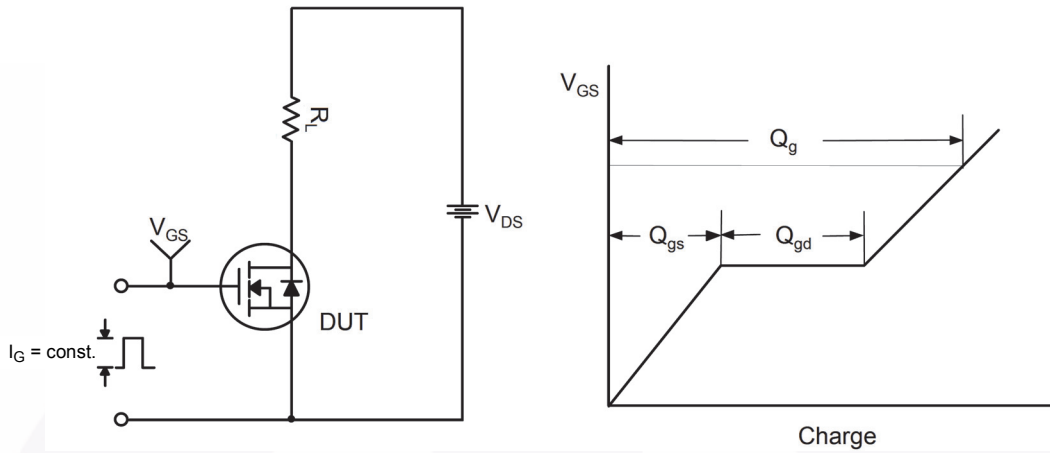 R_L
V_GS
V_DS
DUT
I_G = const.
V_GS
Q_g
Q_gs
Q_gd
Charge